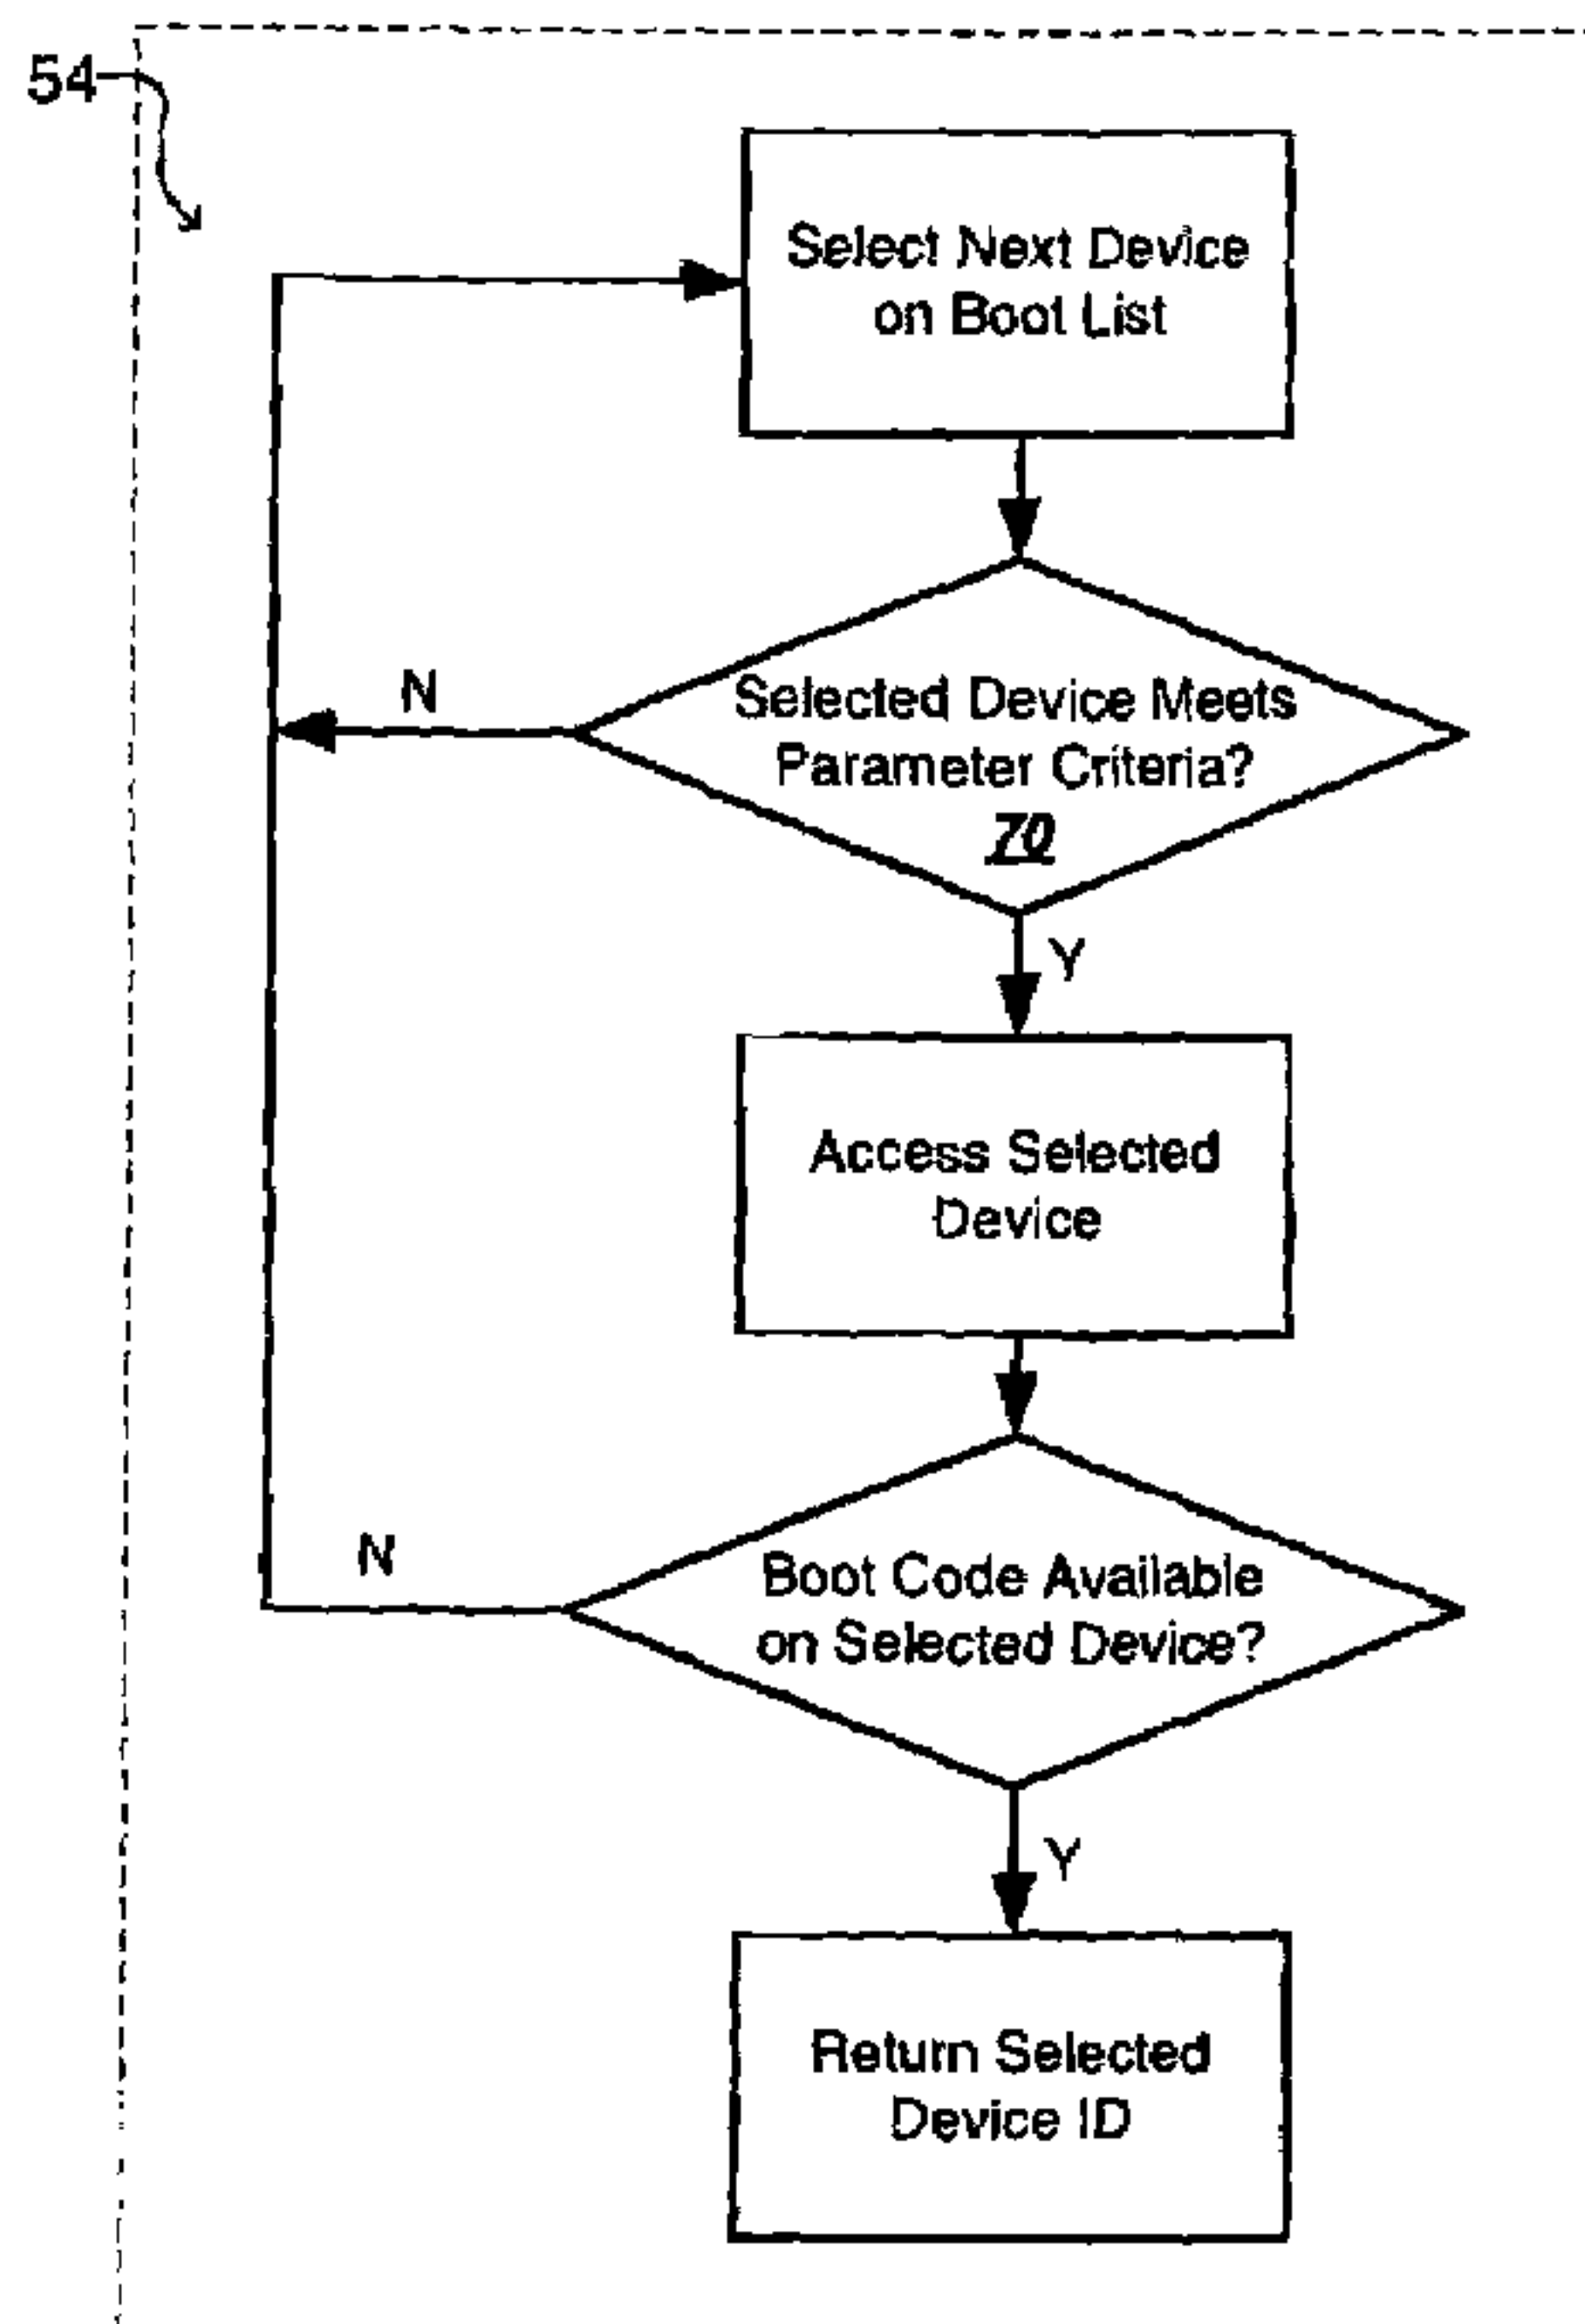 54
Select Next Device
on Boot List
N
Selected Device Meets
Parameter Criteria?
70
Y
Access Selected
Device
N
Boot Code Available
on Selected Device?
Y
Return Selected
Device ID